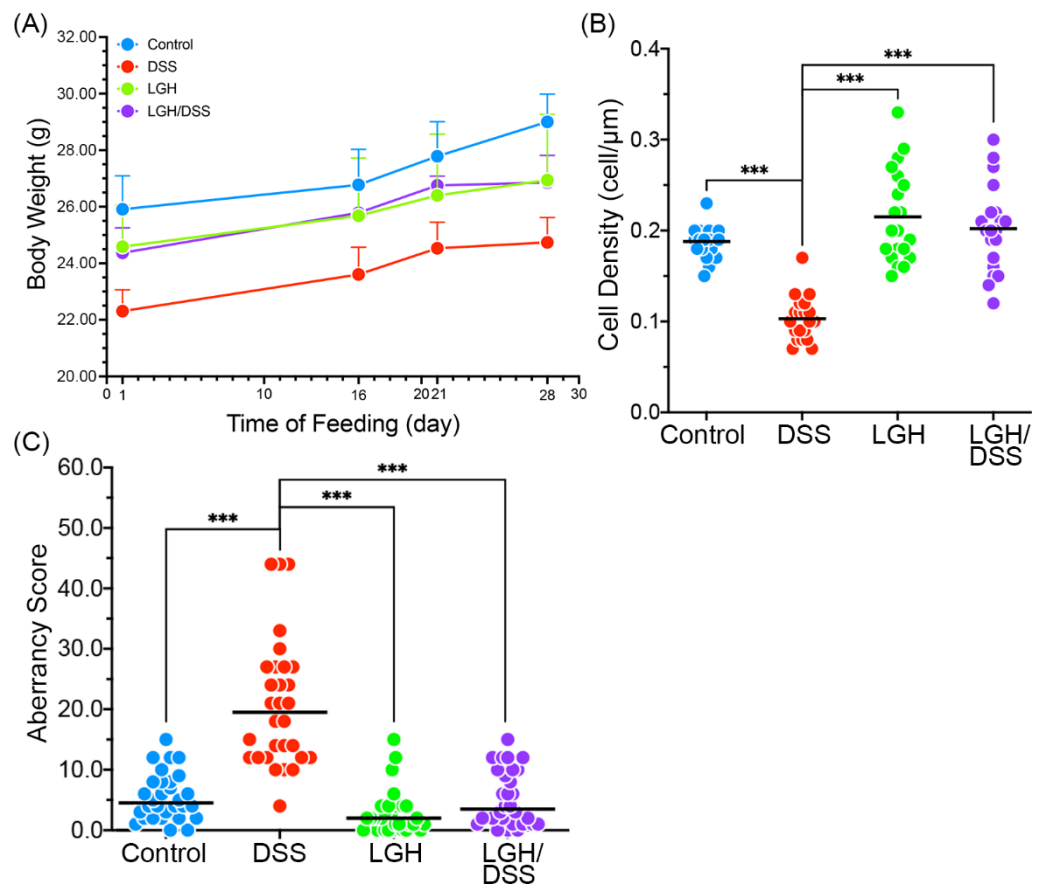 (A)
32.00
30.00
28.00
26.00
24.00
22.00
20.00
Body Weight (g)
Control
DSS
LGH
LGH/DSS
0 1 10 16 20 21 28 30
Time of Feeding (day)
(B)
0.4
0.3
0.2
0.1
0.0
Cell Density (cell/μm)
***
***
***
Control DSS LGH LGH/
DSS
(C)
60.0
50.0
40.0
30.0
20.0
10.0
0.0
Aberrancy Score
***
***
***
Control DSS LGH LGH/
DSS